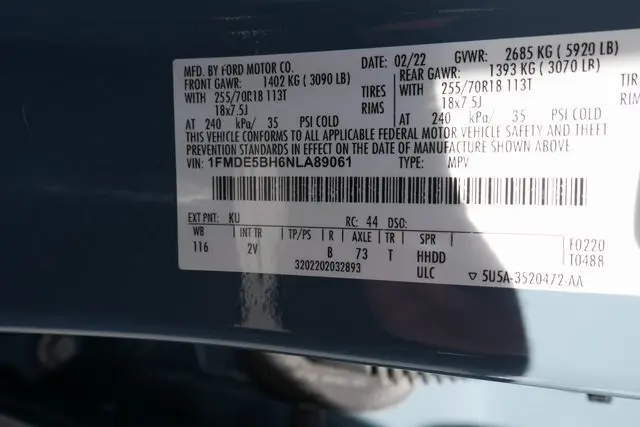 MFD. BY FORD MOTOR CO.
DATE: 02/22 GVWR: 2685 KG ( 5920 LB)
FRONT GAWR: 1402 KG ( 3090 LB)
REAR GAWR: 1393 KG ( 3070 LB)
WITH 255/70R18 113T TIRES WITH 255/70R18 113T
18x7.5J RIMS 18x7.5J
AT 240 kPa/ 35 PSI COLD AT 240 kPa/ 35 PSI COLD
THIS VEHICLE CONFORMS TO ALL APPLICABLE FEDERAL MOTOR VEHICLE SAFETY AND THEFT
PREVENTION STANDARDS IN EFFECT ON THE DATE OF MANUFACTURE SHOWN ABOVE.
VIN: 1FMDE5BH6NLA89061 TYPE: MPV
EXT PNT: KU RC: 44 DSO:
WB INT TR TP/PS R AXLE TR SPR
116 2V B 73 T HHDD
F0220
T0488
3202202032893 ULC ▽ 5U5A-3520472-AA